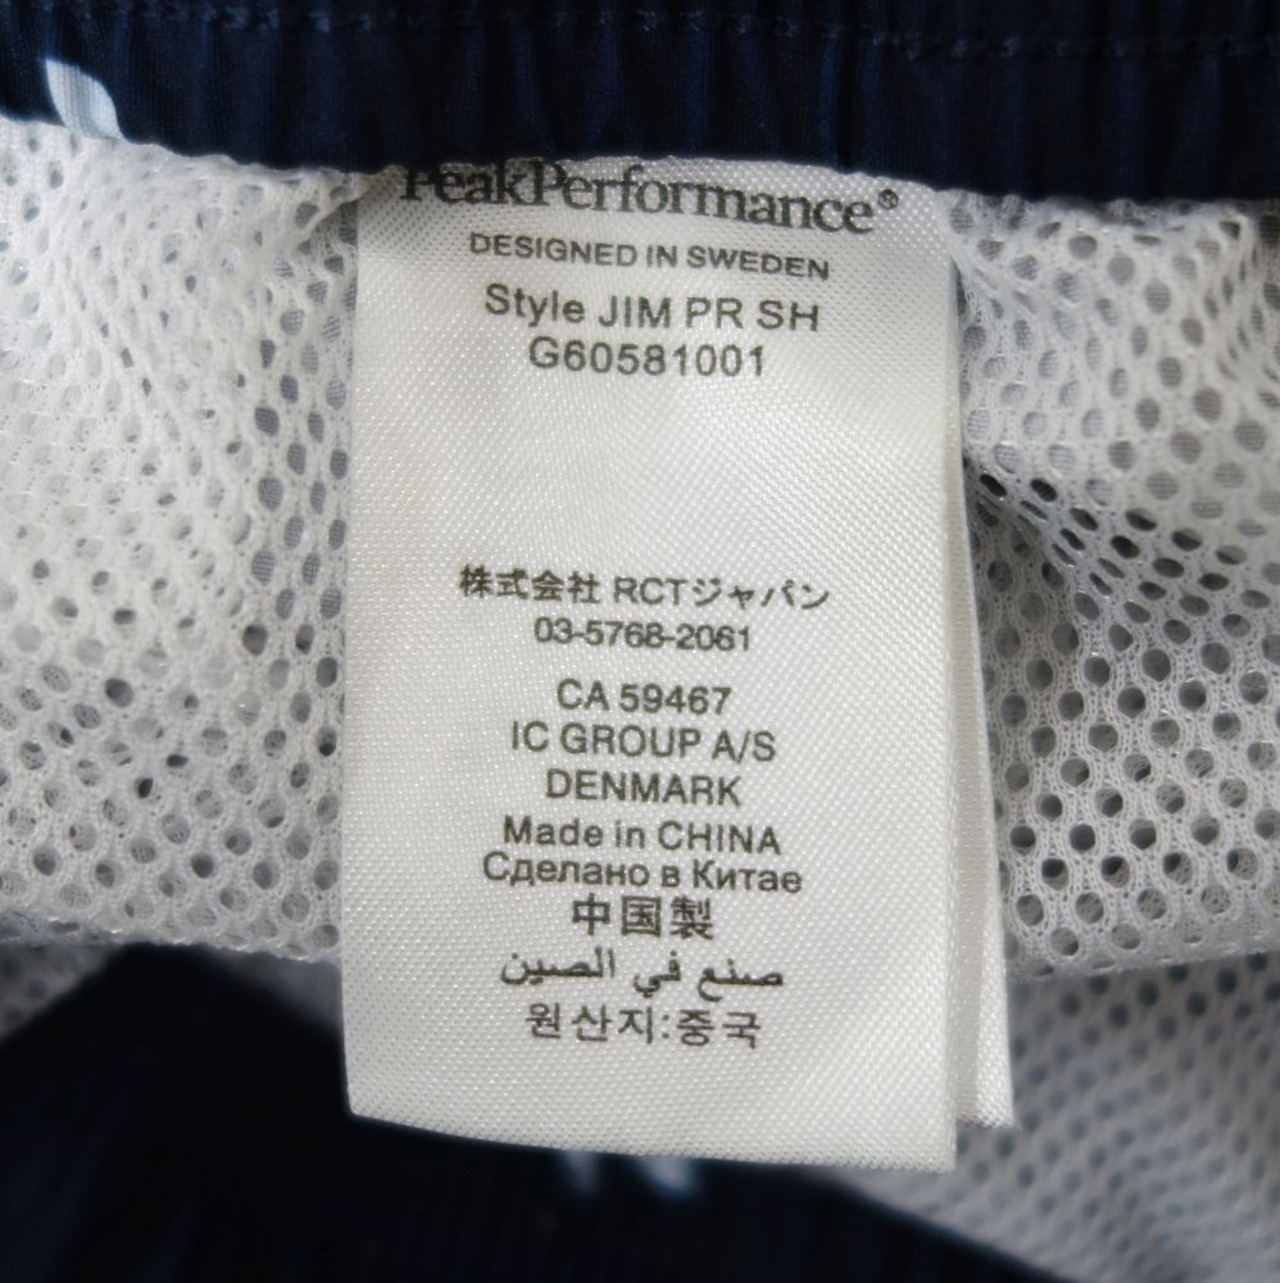 PeakPerformance®
DESIGNED IN SWEDEN
Style JIM PR SH
G60581001
株式会社 RCTジャパン
03-5768-2061
CA 59467
IC GROUP A/S
DENMARK
Made in CHINA
Сделано в Китае
中国製
صنع في الصين
원산지:중국